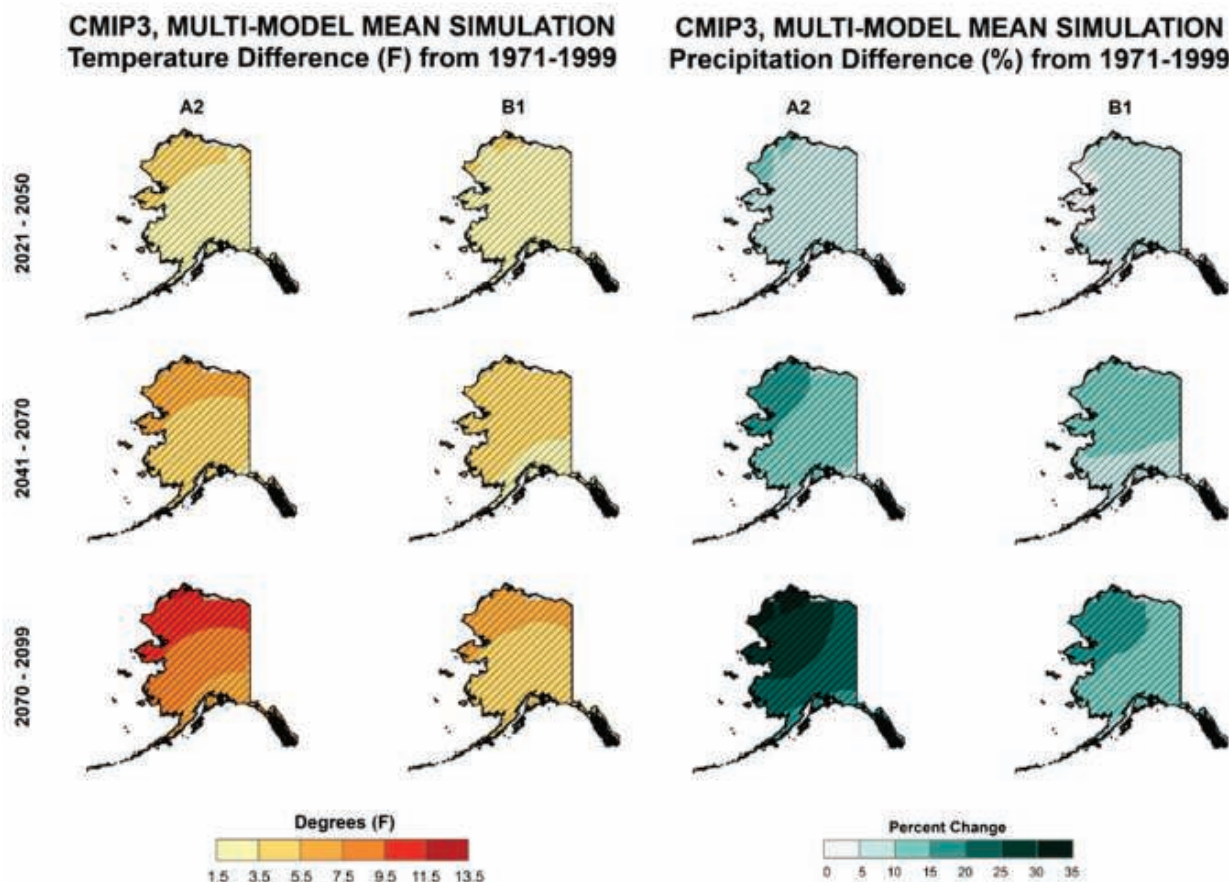 CMIP3, MULTI-MODEL MEAN SIMULATION
Temperature Difference (F) from 1971-1999
A2
B1
2021 - 2050
2041 - 2070
2070 - 2099
Degrees (F)
1.5 3.5 5.5 7.5 9.5 11.5 13.5
CMIP3, MULTI-MODEL MEAN SIMULATION
Precipitation Difference (%) from 1971-1999
A2
B1
Percent Change
0 5 10 15 20 25 30 35